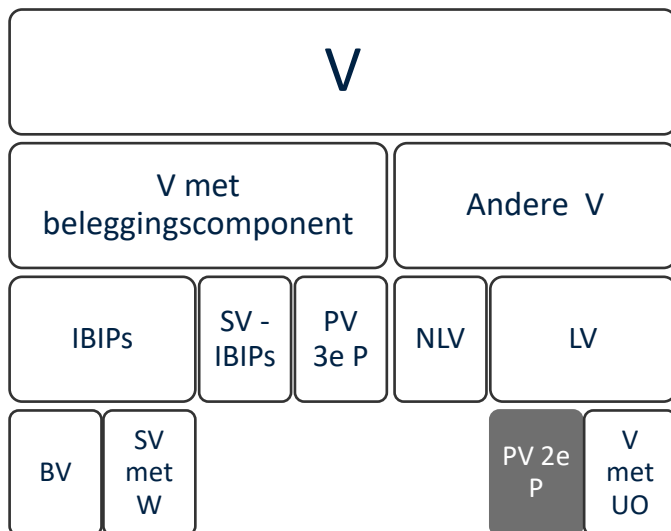 V
V met
beleggingscomponent
Andere V
IBIPs
SV -
IBIPs
PV
3e P
NLV
LV
BV
SV
met
W
PV 2e
P
V
met
UO